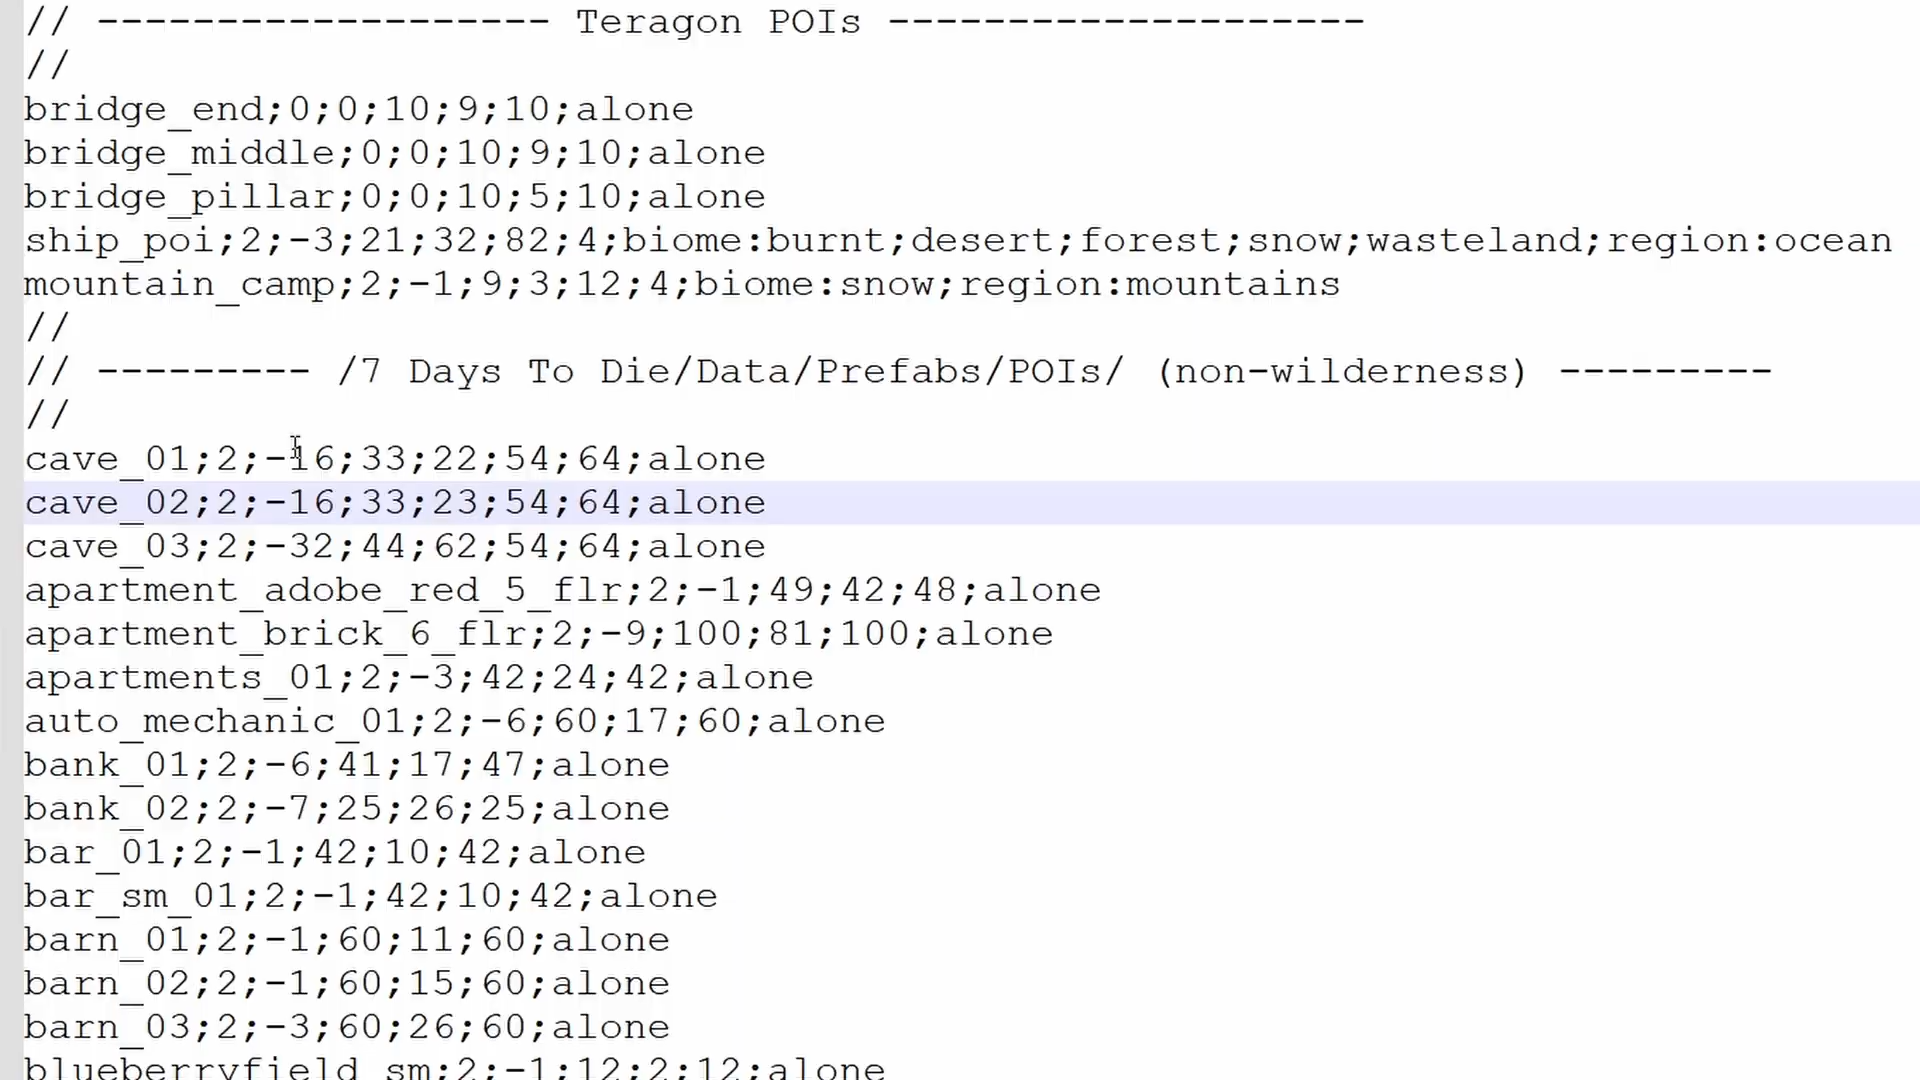 // ------------------- Teragon POIs --------------------
//
bridge_end;0;0;10;9;10;alone
bridge_middle;0;0;10;9;10;alone
bridge_pillar;0;0;10;5;10;alone
ship_poi;2;-3;21;32;82;4;biome:burnt;desert;forest;snow;wasteland;region:ocean
mountain_camp;2;-1;9;3;12;4;biome:snow;region:mountains
//
// --------- /7 Days To Die/Data/Prefabs/POIs/ (non-wilderness) ---------
//
cave_01;2;-16;33;22;54;64;alone
cave_02;2;-16;33;23;54;64;alone
cave_03;2;-32;44;62;54;64;alone
apartment_adobe_red_5_flr;2;-1;49;42;48;alone
apartment_brick_6_flr;2;-9;100;81;100;alone
apartments_01;2;-3;42;24;42;alone
auto_mechanic_01;2;-6;60;17;60;alone
bank_01;2;-6;41;17;47;alone
bank_02;2;-7;25;26;25;alone
bar_01;2;-1;42;10;42;alone
bar_sm_01;2;-1;42;10;42;alone
barn_01;2;-1;60;11;60;alone
barn_02;2;-1;60;15;60;alone
barn_03;2;-3;60;26;60;alone
blueberryfield_sm;2;-1;12;2;12;alone